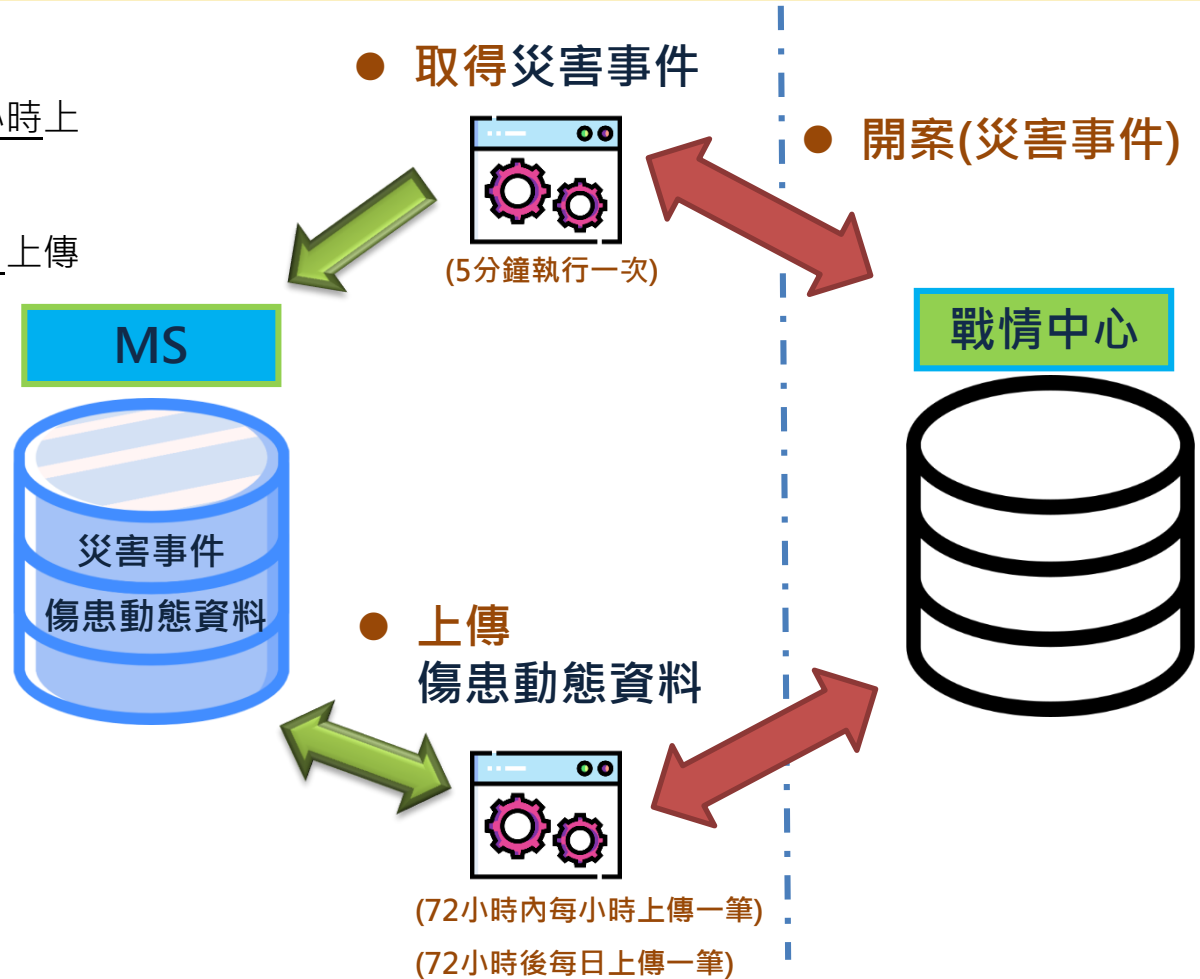 ● 取得災害事件
小時上
● 開案(災害事件)
上傳
(5分鐘執行一次)
MS
戰情中心
災害事件
傷患動態資料
● 上傳
傷患動態資料
(72小時內每小時上傳一筆)
(72小時後每日上傳一筆)